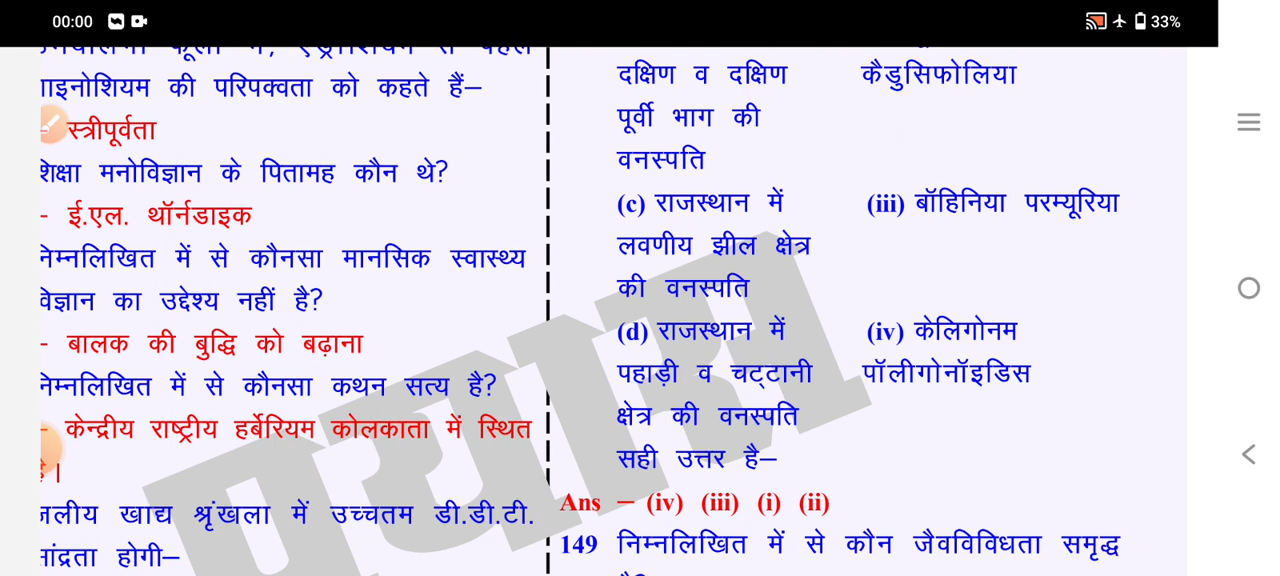 00:00
33%
गाइनोशियम की परिपक्वता को कहते हैं–
स्त्रीपूर्वता
शिक्षा मनोविज्ञान के पितामह कौन थे?
- ई.एल. थॉर्नडाइक
निम्नलिखित में से कौनसा मानसिक स्वास्थ्य
विज्ञान का उद्देश्य नहीं है?
- बालक की बुद्धि को बढ़ाना
निम्नलिखित में से कौनसा कथन सत्य है?
- केन्द्रीय राष्ट्रीय हर्बेरियम कोलकाता में स्थित
है।
जलीय खाद्य श्रृंखला में उच्चतम डी.डी.टी.
सांद्रता होगी–
दक्षिण व दक्षिण कैडुसिफोलिया
पूर्वी भाग की
वनस्पति
(c) राजस्थान में (iii) बॉहिनिया परम्यूरिया
लवणीय झील क्षेत्र
की वनस्पति
(d) राजस्थान में (iv) केलिगोनम
पहाड़ी व चट्टानी पॉलीगोनॉइडिस
क्षेत्र की वनस्पति
सही उत्तर है–
Ans – (iv) (iii) (i) (ii)
149 निम्नलिखित में से कौन जैवविविधता समृद्ध